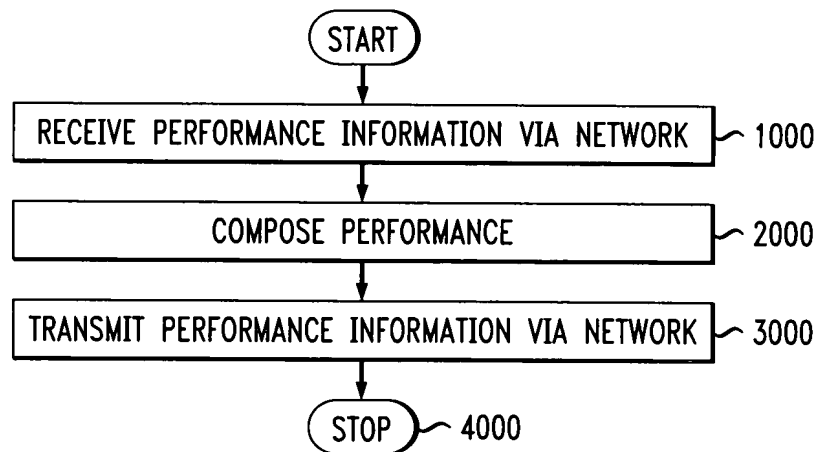 START
RECEIVE PERFORMANCE INFORMATION VIA NETWORK 1000
COMPOSE PERFORMANCE 2000
TRANSMIT PERFORMANCE INFORMATION VIA NETWORK 3000
STOP 4000